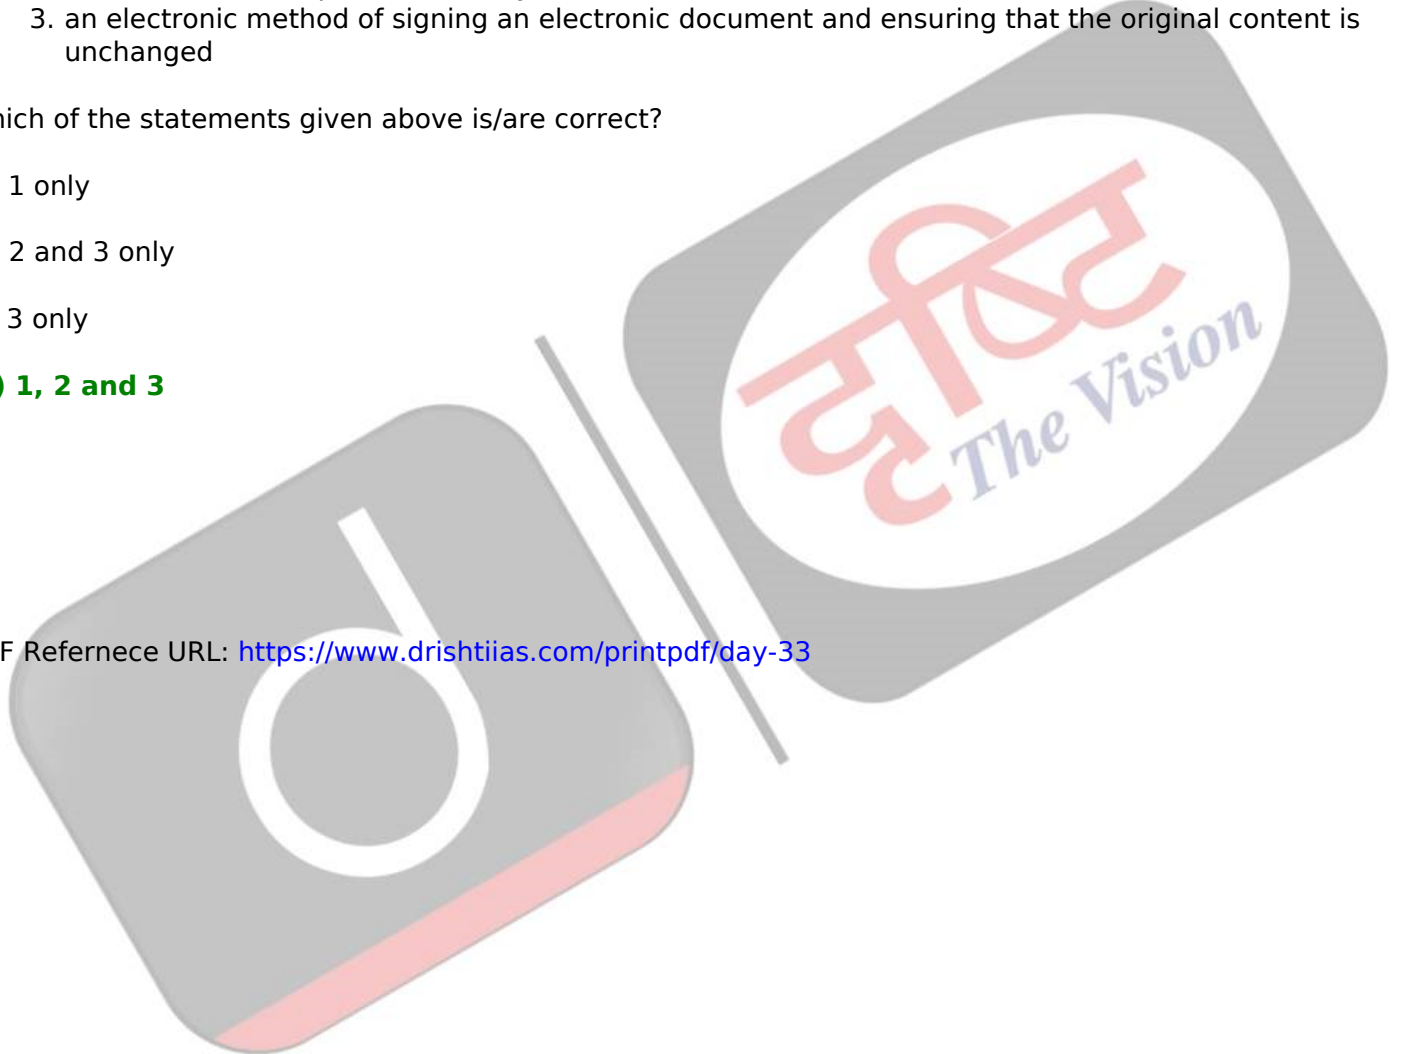 3. an electronic method of signing an electronic document and ensuring that the original content is
unchanged
hich of the statements given above is/are correct?
1 only
2 and 3 only
3 only
) 1, 2 and 3
दृष्टि
The Vision
d
F Refernece URL: https://www.drishtiias.com/printpdf/day-33